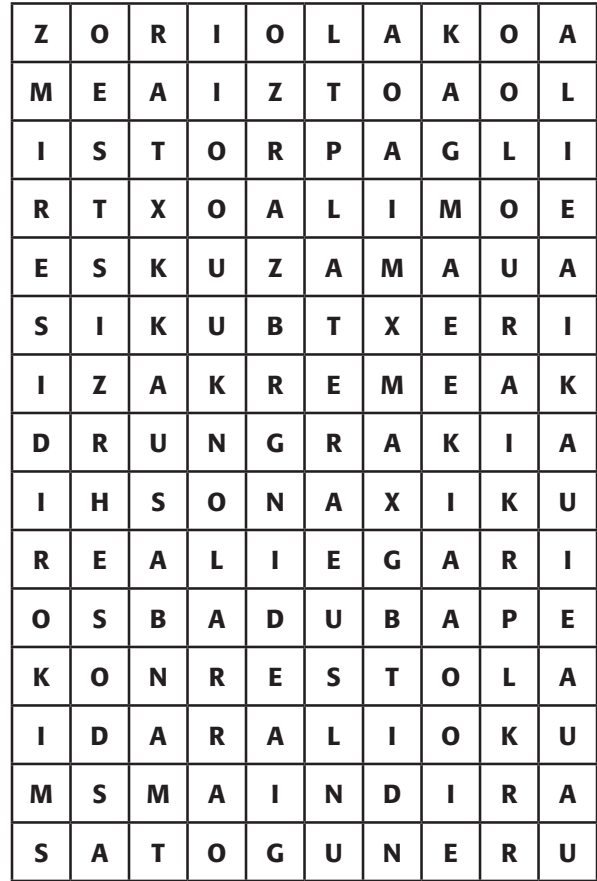 Z O R I O L A K O A
M E A I Z T O A O L
I S T O R P A G L I
R T X O A L I M O E
E S K U Z A M A U A
S I K U B T X E R I
I Z A K R E M E A K
D R U N G R A K I A
I H S O N A X I K U
R E A L I E G A R I
O S B A D U B A P E
K O N R E S T O L A
I D A R A L I O K U
M S M A I N D I R A
S A T O G U N E R U